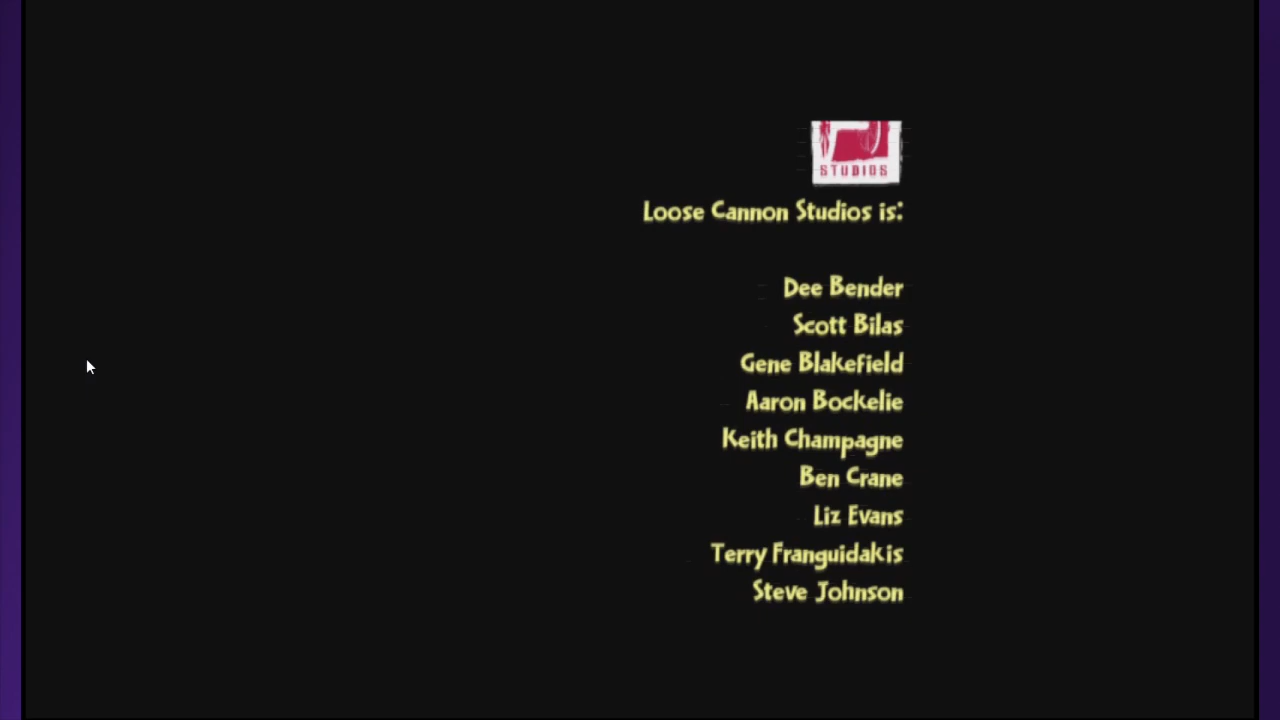 STUDIOS
Loose Cannon Studios is:
Dee Bender
Scott Bilas
Gene Blakefield
Aaron Bockelie
Keith Champagne
Ben Crane
Liz Evans
Terry Franguidakis
Steve Johnson